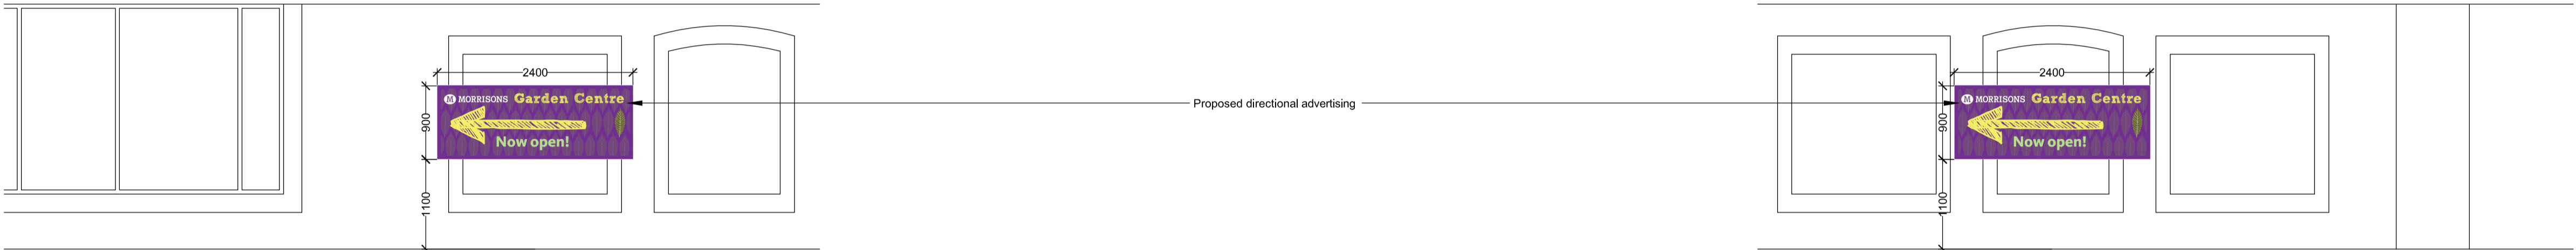 2400
M MORRISONS Garden Centre
Now open!
900
1100
Proposed directional advertising
2400
M MORRISONS Garden Centre
Now open!
900
1100